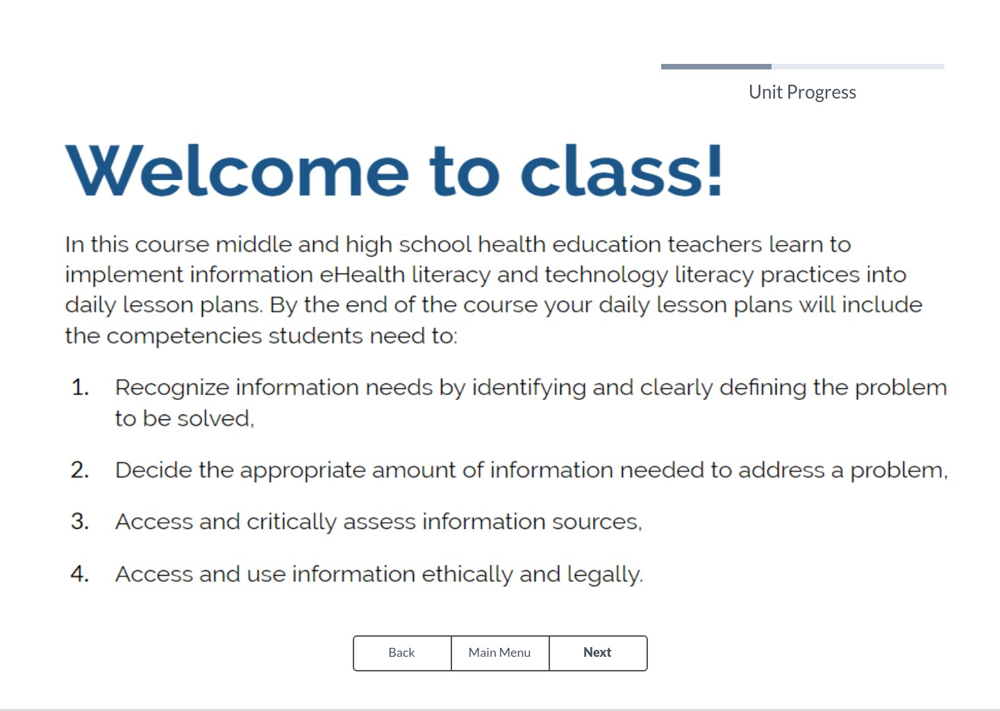 Unit Progress
Welcome to class!
In this course middle and high school health education teachers learn to
implement information eHealth literacy and technology literacy practices into
daily lesson plans. By the end of the course your daily lesson plans will include
the competencies students need to:
1. Recognize information needs by identifying and clearly defining the problem
to be solved,
2. Decide the appropriate amount of information needed to address a problem,
3. Access and critically assess information sources,
4. Access and use information ethically and legally.
Back Main Menu Next